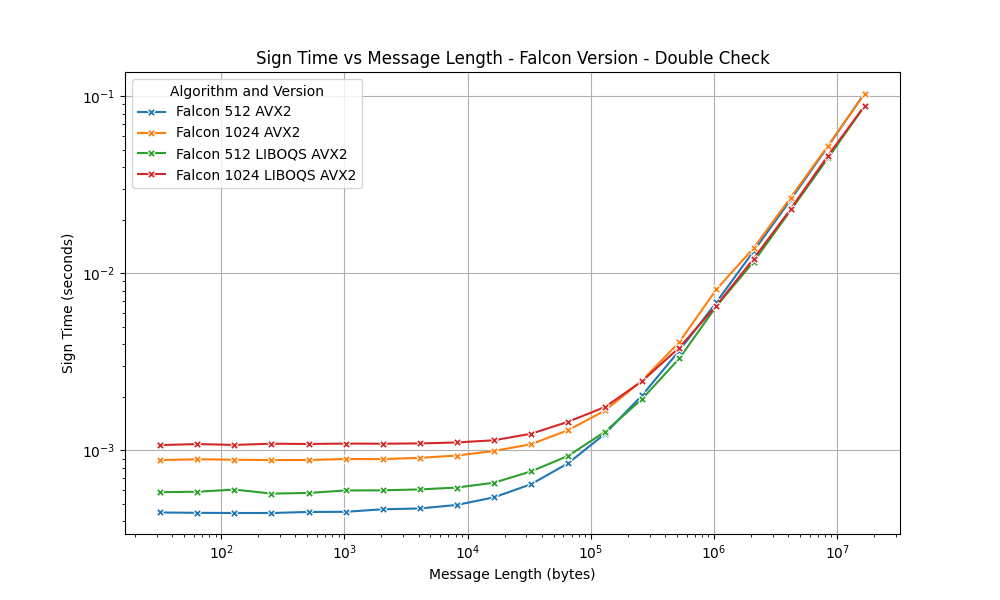 Sign Time vs Message Length - Falcon Version - Double Check
Algorithm and Version
Falcon 512 AVX2
Falcon 1024 AVX2
Falcon 512 LIBOQS AVX2
Falcon 1024 LIBOQS AVX2
Sign Time (seconds)
10⁻¹
10⁻²
10⁻³
10² 10³ 10⁴ 10⁵ 10⁶ 10⁷
Message Length (bytes)